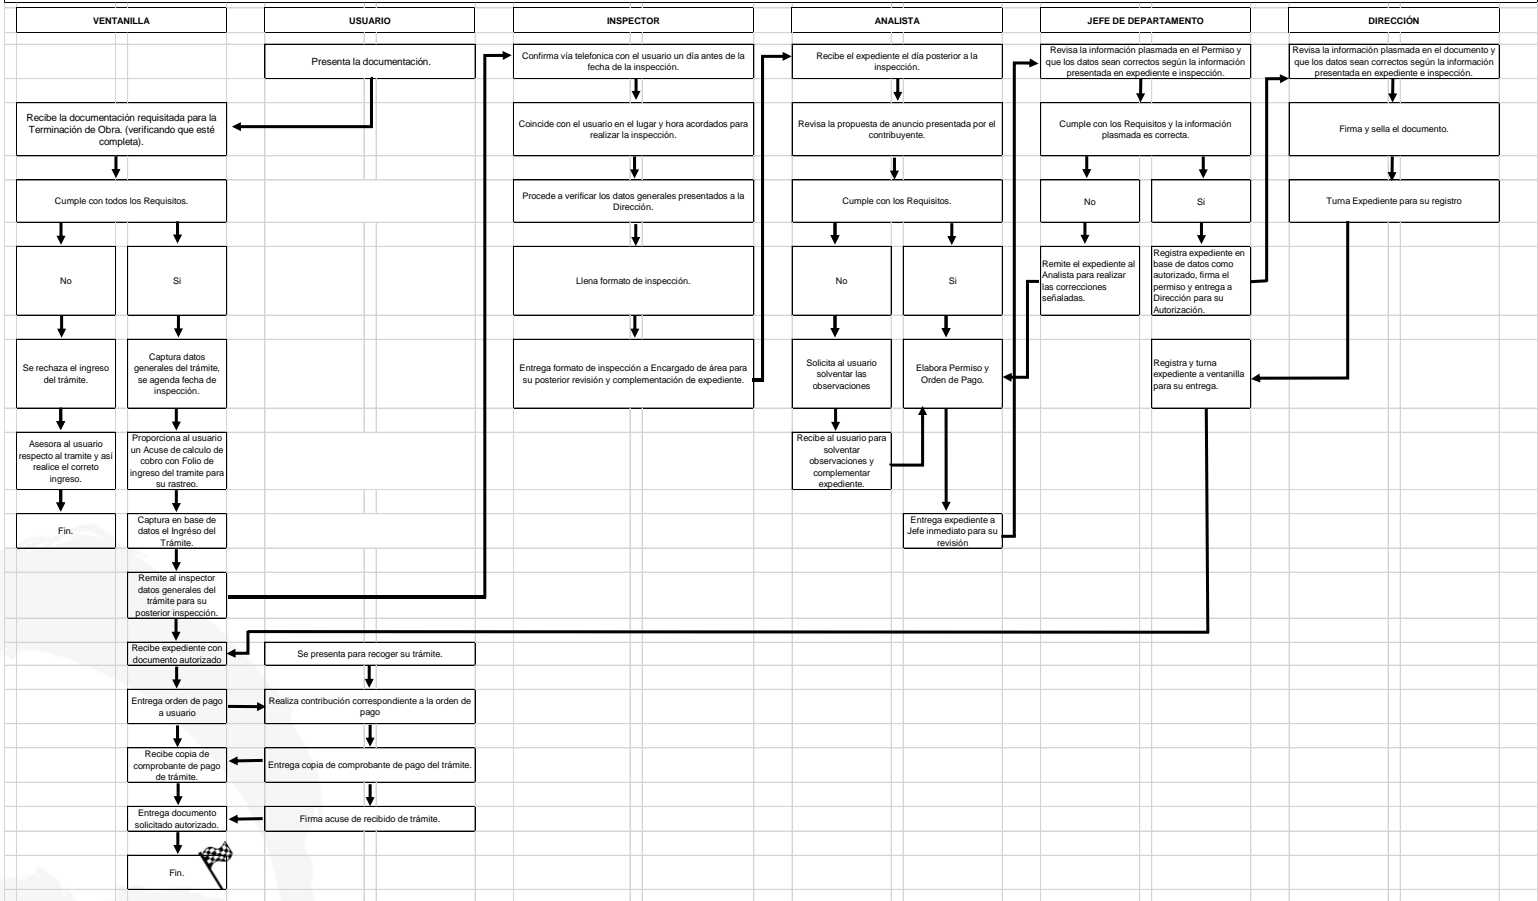 VENTANILLA
USUARIO
INSPECTOR
ANALISTA
JEFE DE DEPARTAMENTO
DIRECCIÓN
Presenta la documentación.
Recibe la documentación requisitada para la
Terminación de Obra. (verificando que esté
completa).
Cumple con todos los Requisitos.
No
Si
Se rechaza el ingreso
del trámite.
Captura datos
generales del trámite,
se agenda fecha de
inspección.
Asesora al usuario
respecto al tramite y así
realice el correto
ingreso.
Proporciona al usuario
un Acuse de calculo de
cobro con Folio de
ingreso del tramite para
su rastreo.
Fin.
Captura en base de
datos el Ingréso del
Trámite.
Remite al inspector
datos generales del
trámite para su
posterior inspección.
Recibe expediente con
documento autorizado
Se presenta para recoger su trámite.
Entrega orden de pago
a usuario
Realiza contribución correspondiente a la orden de
pago
Recibe copia de
comprobante de pago
de trámite.
Entrega copia de comprobante de pago del trámite.
Entrega documento
solicitado autorizado.
Firma acuse de recibido de trámite.
Fin.
Confirma vía telefonica con el usuario un día antes de la
fecha de la inspección.
Coincide con el usuario en el lugar y hora acordados para
realizar la inspección.
Procede a verificar los datos generales presentados a la
Dirección.
Llena formato de inspección.
Entrega formato de inspección a Encargado de área para
su posterior revisión y complementación de expediente.
Recibe el expediente el día posterior a la
inspección.
Revisa la propuesta de anuncio presentada por el
contribuyente.
Cumple con los Requisitos.
No
Si
Solicita al usuario
solventar las
observaciones
Elabora Permiso y
Orden de Pago.
Recibe al usuario para
solventar
observaciones y
complementar
expediente.
Entrega expediente a
Jefe inmediato para su
revisión
Revisa la información plasmada en el Permiso y
que los datos sean correctos según la información
presentada en expediente e inspección.
Cumple con los Requisitos y la información
plasmada es correcta.
No
Si
Remite el expediente al
Analista para realizar
las correcciones
señaladas.
Registra expediente en
base de datos como
autorizado, firma el
permiso y entrega a
Dirección para su
Autorización.
Registra y turna
expediente a ventanilla
para su entrega.
Revisa la información plasmada en el documento y
que los datos sean correctos según la información
presentada en expediente e inspección.
Firma y sella el documento.
Turna Expediente para su registro